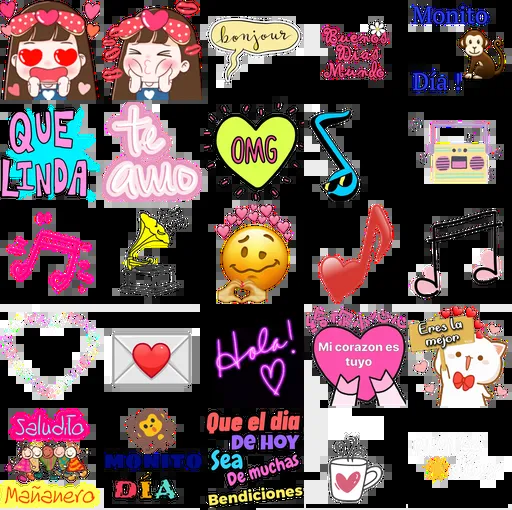 bonjour
Buenos
Días
Mundo
Monito
Día !!
QUE
LINDA
te
amo
OMG
Hola!
Mi corazon es
tuyo
Eres la
mejor
Saludito
Mañanero
MONITO
DÍA
Que el dia
DE HOY
Sea
De muchas
Bendiciones